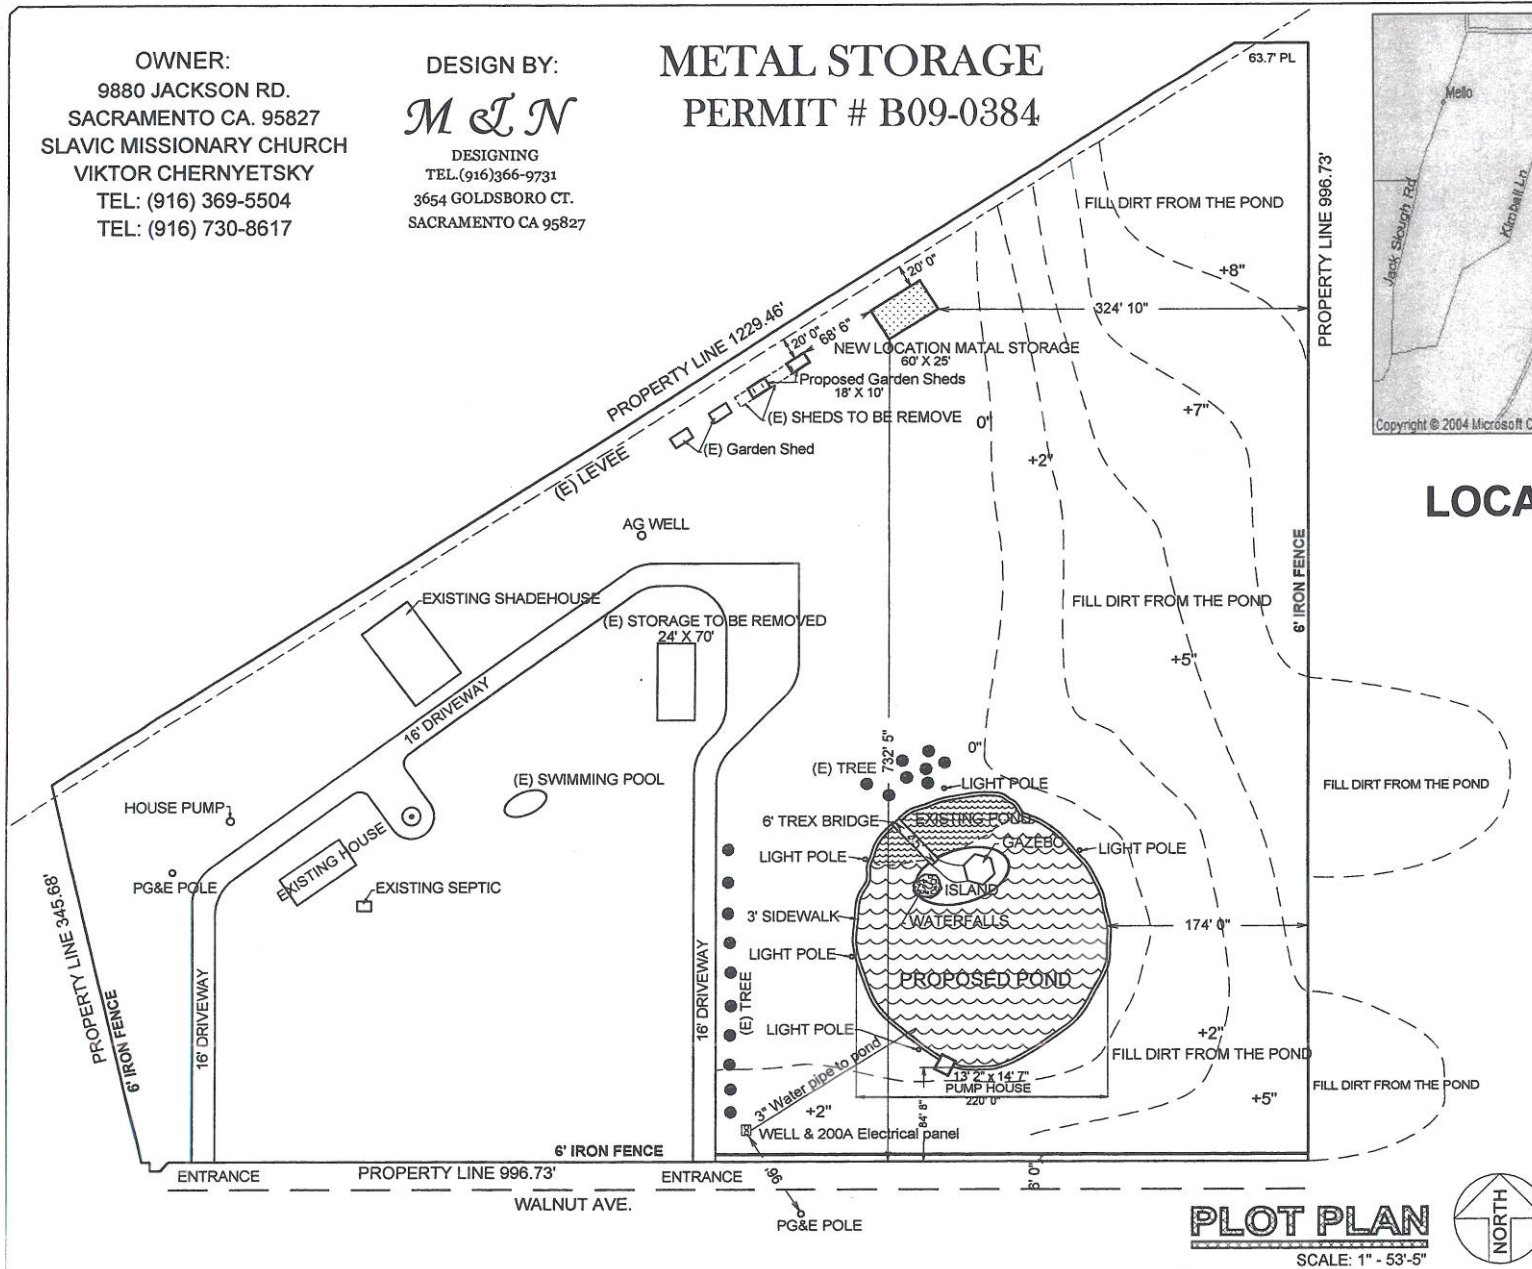 OWNER:
9880 JACKSON RD.
SACRAMENTO CA. 95827
SLAVIC MISSIONARY CHURCH
VIKTOR CHERNYETSKY
TEL: (916) 369-5504
TEL: (916) 730-8617
DESIGN BY:
M & N
DESIGNING
TEL.(916)366-9731
3654 GOLDSBORO CT.
SACRAMENTO CA 95827
METAL STORAGE
PERMIT # B09-0384
63.7' PL
Mello
Jack Slough Rd
Kimball Ln
Copyright © 2004 Microsoft C
LOCA
PROPERTY LINE 996.73'
FILL DIRT FROM THE POND
+8"
20' 0"
324' 10"
PROPERTY LINE 1229.46'
20' 0"
68' 6"
NEW LOCATION MATAL STORAGE
60' X 25'
Proposed Garden Sheds
18' X 10'
(E) SHEDS TO BE REMOVE
0"
+7"
(E) Garden Shed
+2"
(E) LEVEE
AG WELL
6' IRON FENCE
EXISTING SHADEHOUSE
FILL DIRT FROM THE POND
(E) STORAGE TO BE REMOVED
24' X 70'
+5"
16' DRIVEWAY
732' 5"
0"
(E) TREE
LIGHT POLE
FILL DIRT FROM THE POND
(E) SWIMMING POOL
HOUSE PUMP
6' TREX BRIDGE
EXISTING POND
GAZEBO
LIGHT POLE
LIGHT POLE
EXISTING HOUSE
PG&E POLE
EXISTING SEPTIC
ISLAND
3' SIDEWALK
WATERFALLS
174' 0"
PROPERTY LINE 345.68'
LIGHT POLE
PROPOSED POND
6' IRON FENCE
16' DRIVEWAY
16' DRIVEWAY
(E) TREE
LIGHT POLE
+2"
FILL DIRT FROM THE POND
3" Water pipe to pond
13' 2" x 14' 7"
PUMP HOUSE
220' 0"
FILL DIRT FROM THE POND
+2"
84' 8"
+5"
WELL & 200A Electrical panel
6' IRON FENCE
ENTRANCE
PROPERTY LINE 996.73'
ENTRANCE
96'
6' 0"
WALNUT AVE.
PG&E POLE
PLOT PLAN
SCALE: 1" - 53'-5"
NORTH